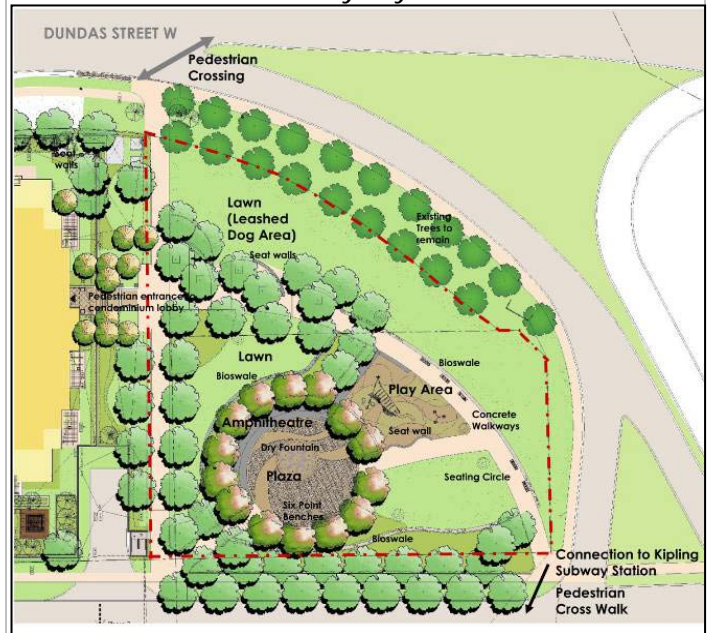 DUNDAS STREET W
Pedestrian
Crossing
Seat
walls
Lawn
(Leashed
Dog Area)
Existing
Trees to
remain
Seat walls
Pedestrian entrance to
condominium lobby
Lawn
Bioswale
Bioswale
Play Area
Amphitheatre
Concrete
Walkways
Seat wall
Dry Fountain
Plaza
Seating Circle
Six Point
Benches
Bioswale
Connection to Kipling
Subway Station
Pedestrian
Cross Walk